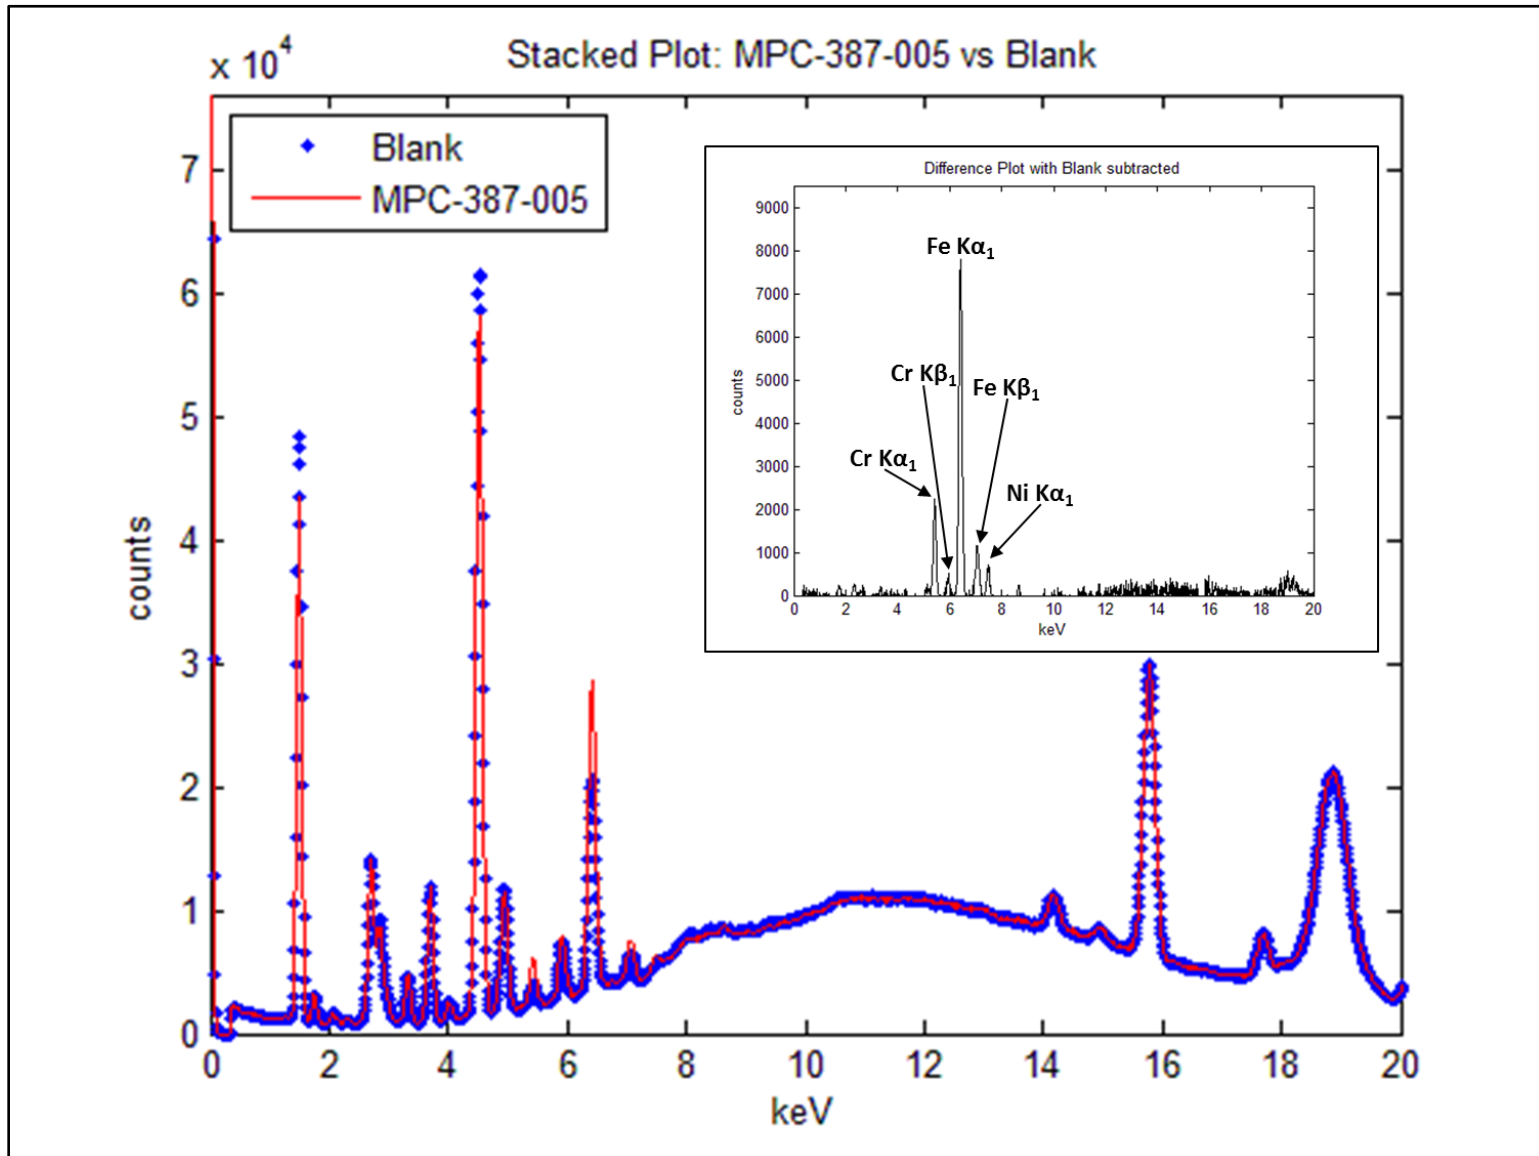 Stacked Plot: MPC-387-005 vs Blank
x 10⁴
Blank
MPC-387-005
7
6
5
4
3
2
1
0
counts
0 2 4 6 8 10 12 14 16 18 20
keV
Difference Plot with Blank subtracted
9000
8000
7000
6000
5000
4000
3000
2000
1000
0
counts
Fe Kα₁
Cr Kβ₁
Fe Kβ₁
Cr Kα₁
Ni Kα₁
0 2 4 6 8 10 12 14 16 18 20
keV